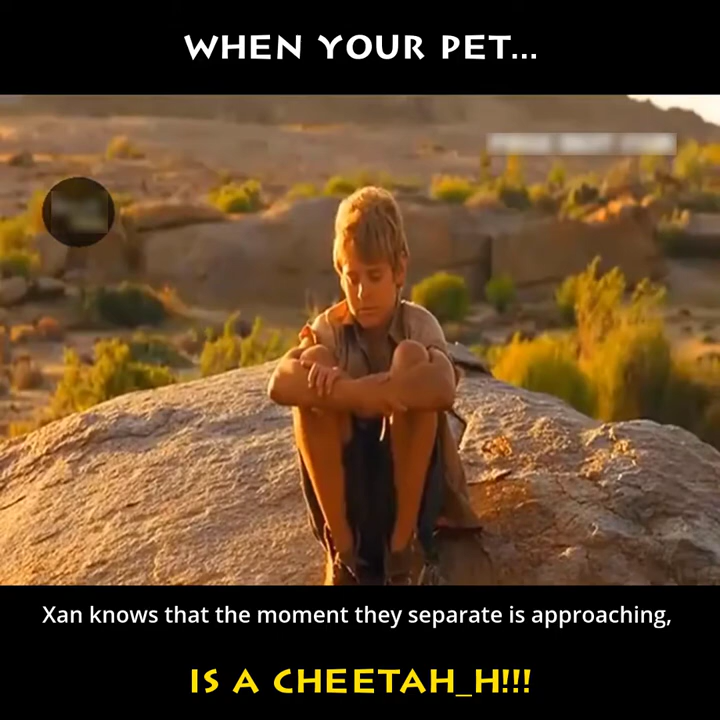 WHEN YOUR PET...
Xan knows that the moment they separate is approaching,
IS A CHEETAH_H!!!